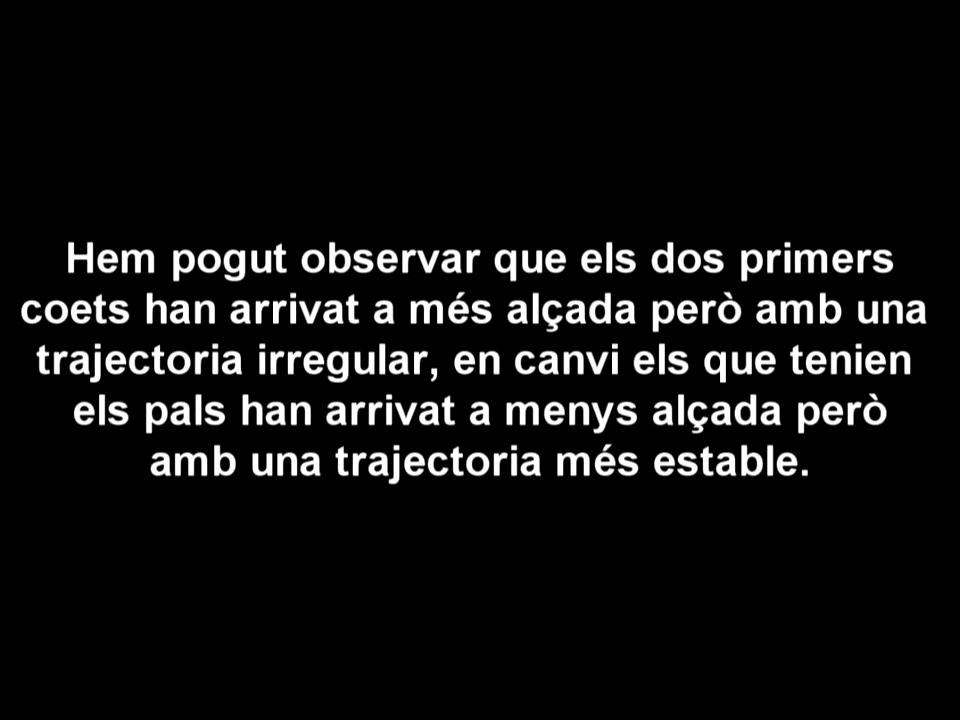 Hem pogut observar que els dos primers
coets han arrivat a més alçada però amb una
trajectoria irregular, en canvi els que tenien
els pals han arrivat a menys alçada però
amb una trajectoria més estable.